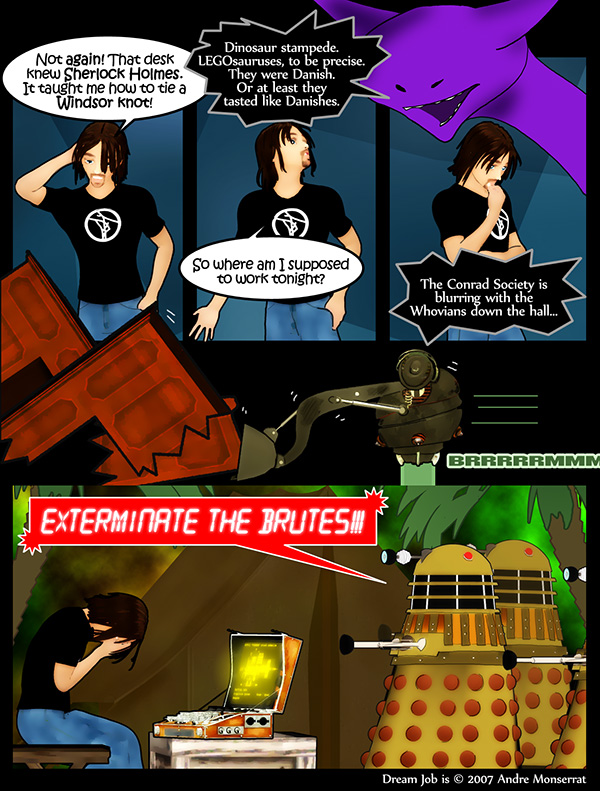 Not again! That desk
knew Sherlock Holmes.
It taught me how to tie a
Windsor knot!
Dinosaur stampede.
LEGOsauruses, to be precise.
They were Danish.
Or at least they
tasted like Danishes.
So where am I supposed
to work tonight?
The Conrad Society is
blurring with the
Whovians down the hall...
BRRRRRMMM
EXTERMINATE THE BRUTES!!!
Dream Job is © 2007 Andre Monserrat